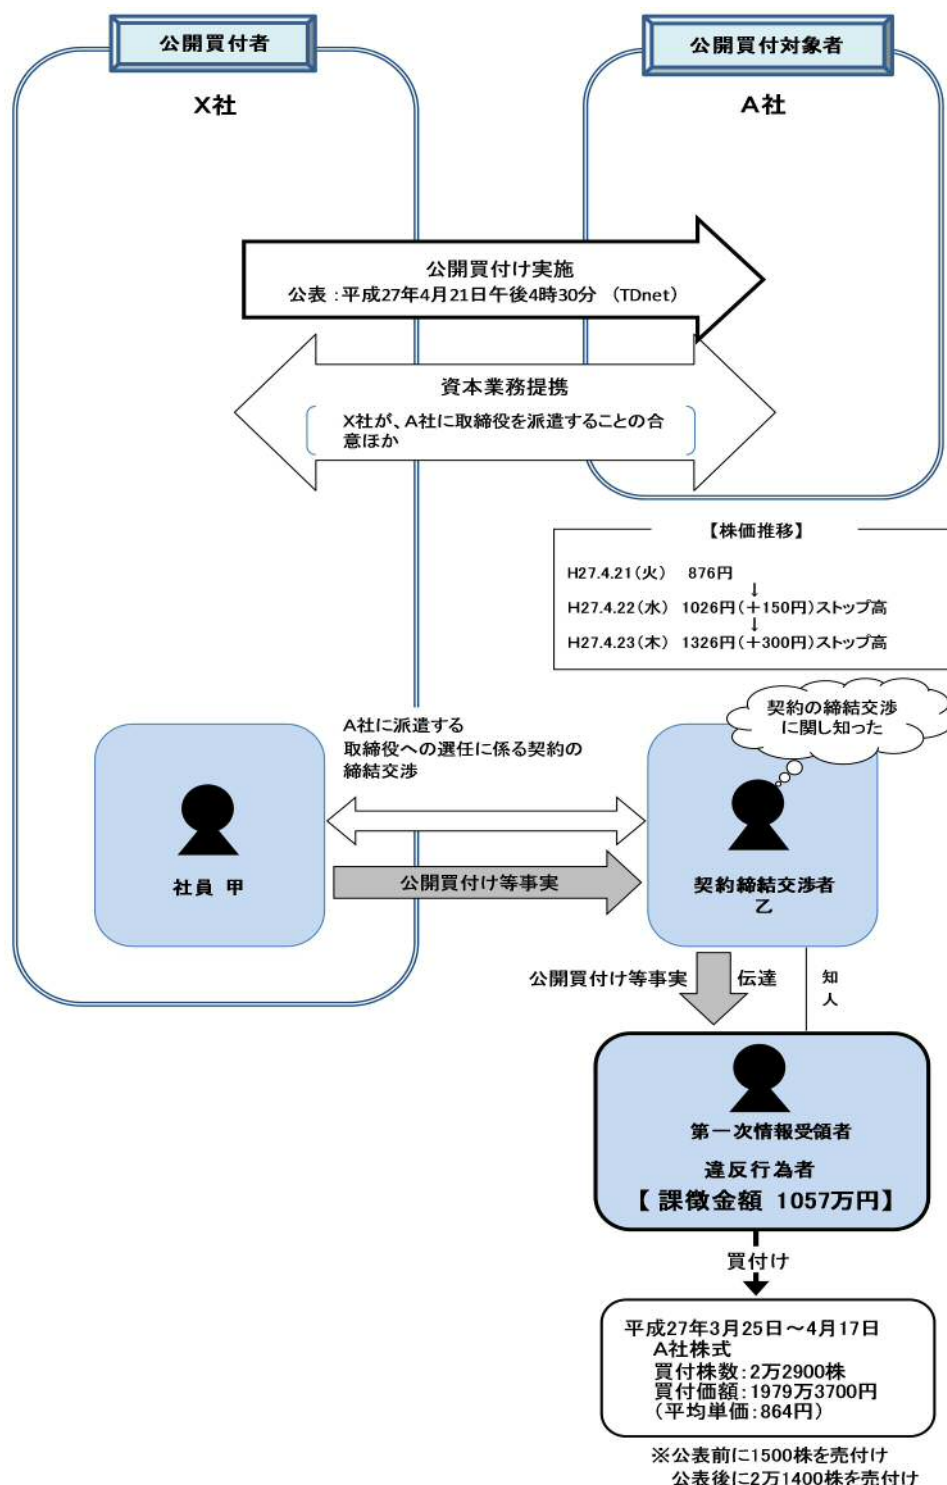 公開買付者
公開買付対象者
X社
A社
公開買付け実施
公表：平成27年4月21日午後4時30分　（TDnet）
資本業務提携
X社が、A社に取締役を派遣することの合
意ほか
【株価推移】
H27.4.21（火）　876円
↓
H27.4.22（水）　1026円（＋150円）ストップ高
↓
H27.4.23（木）　1326円（＋300円）ストップ高
契約の締結交渉
に関し知った
A社に派遣する
取締役への選任に係る契約の
締結交渉
社員 甲
公開買付け等事実
契約締結交渉者
乙
公開買付け等事実
伝達
知
人
第一次情報受領者
違反行為者
【 課徴金額 1057万円】
買付け
平成27年3月25日～4月17日
A社株式
買付株数：2万2900株
買付価額：1979万3700円
（平均単価：864円）
※公表前に1500株を売付け
公表後に2万1400株を売付け